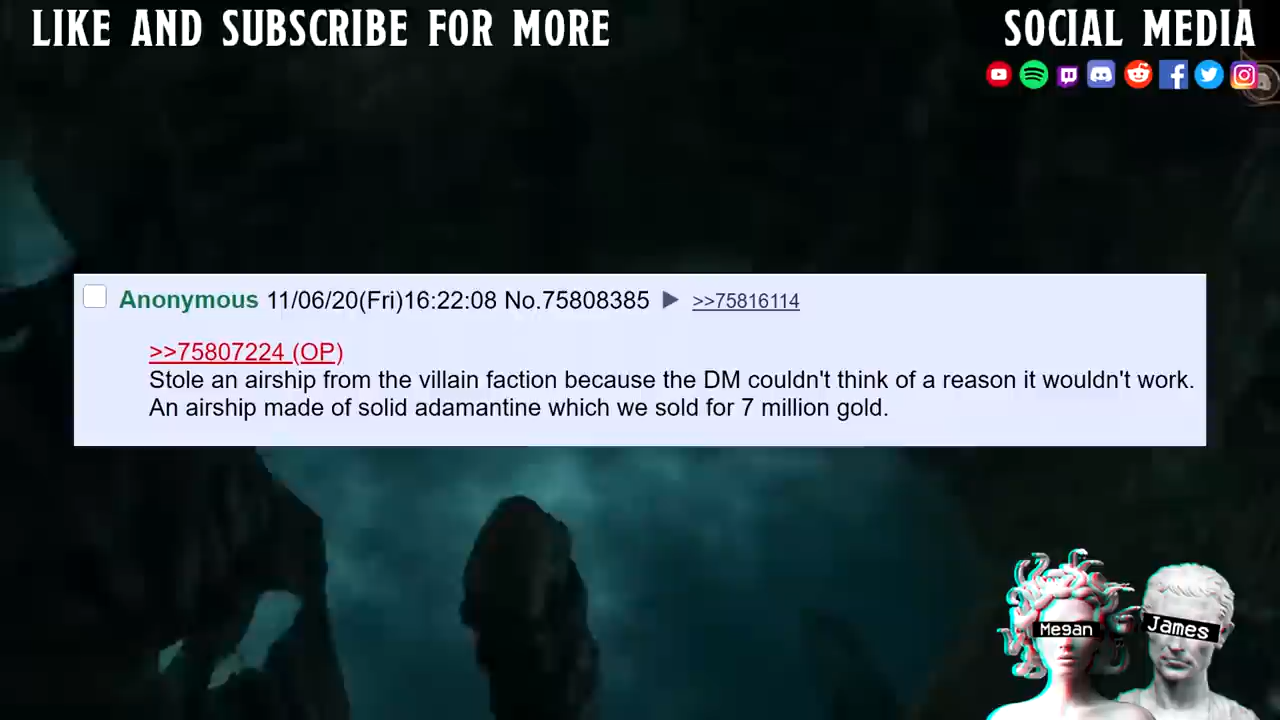 LIKE AND SUBSCRIBE FOR MORE
SOCIAL MEDIA
Anonymous 11/06/20(Fri)16:22:08 No.75808385 ▶ >>75816114
>>75807224 (OP)
Stole an airship from the villain faction because the DM couldn't think of a reason it wouldn't work.
An airship made of solid adamantine which we sold for 7 million gold.
Megan
James